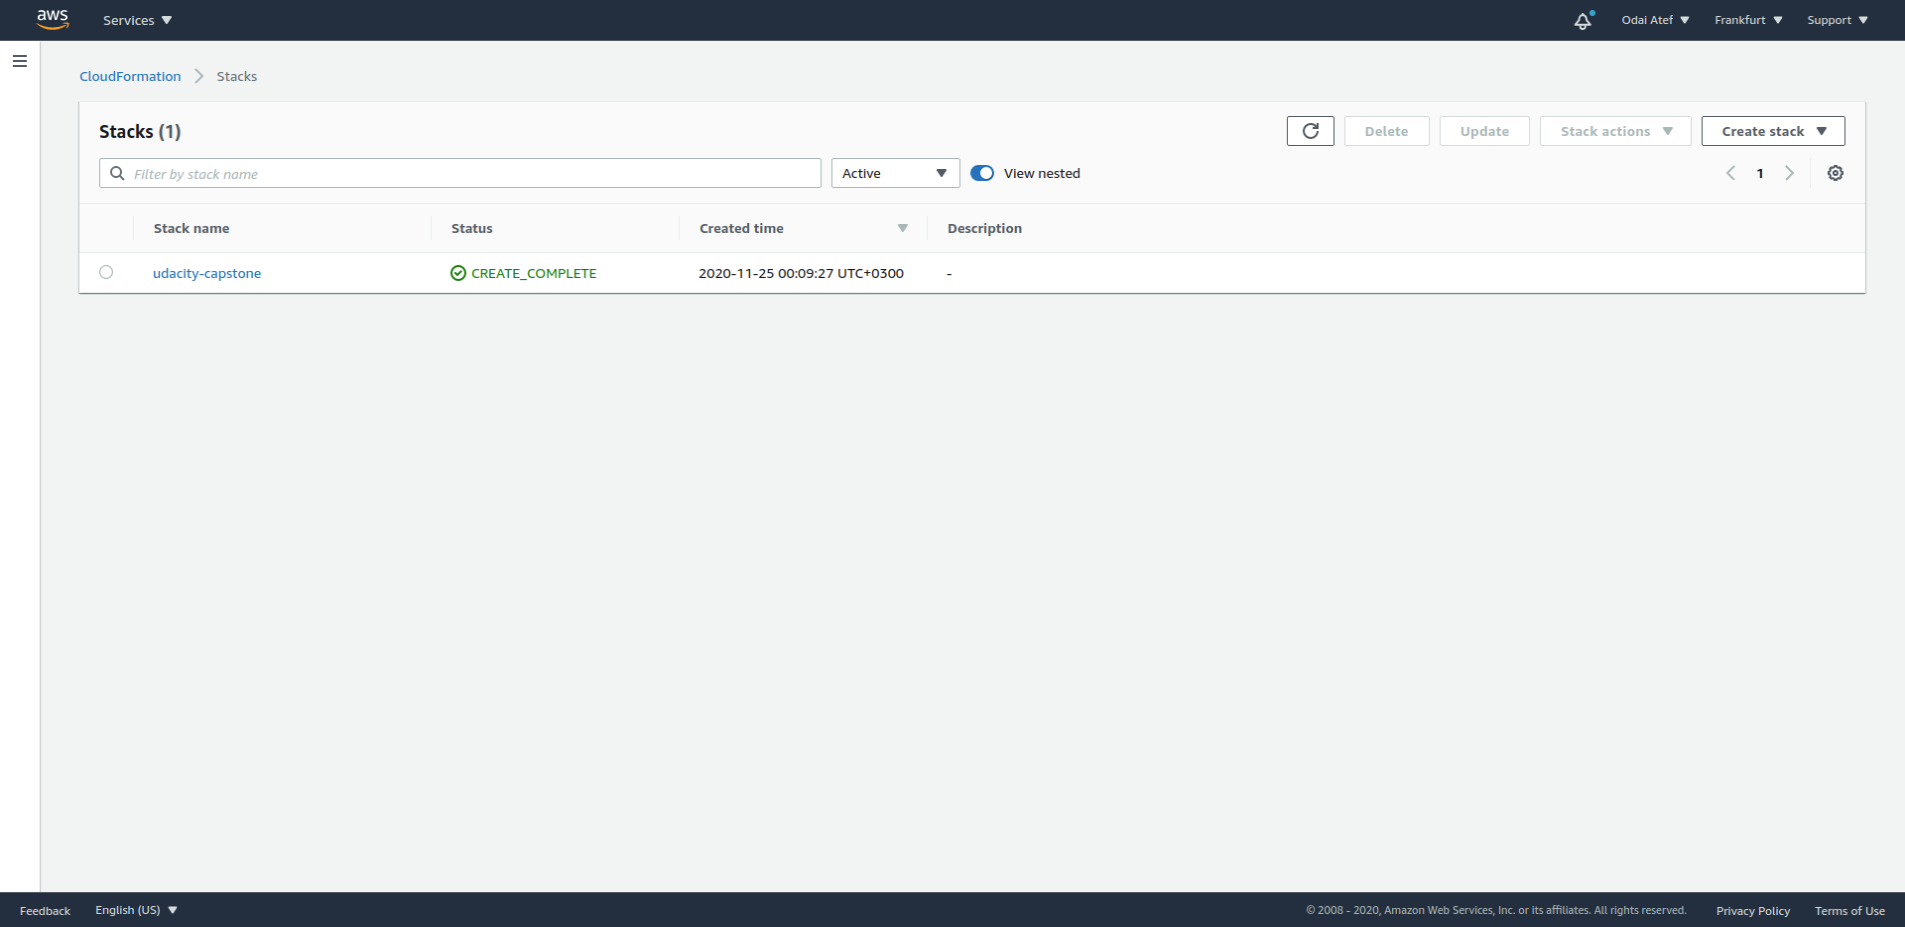 aws Services Odai Atef Frankfurt Support
CloudFormation Stacks
Stacks (1) Delete Update Stack actions Create stack
Filter by stack name Active View nested 1
Stack name Status Created time Description
udacity-capstone CREATE_COMPLETE 2020-11-25 00:09:27 UTC+0300 -
Feedback English (US) © 2008 - 2020, Amazon Web Services, Inc. or its affiliates. All rights reserved. Privacy Policy Terms of Use